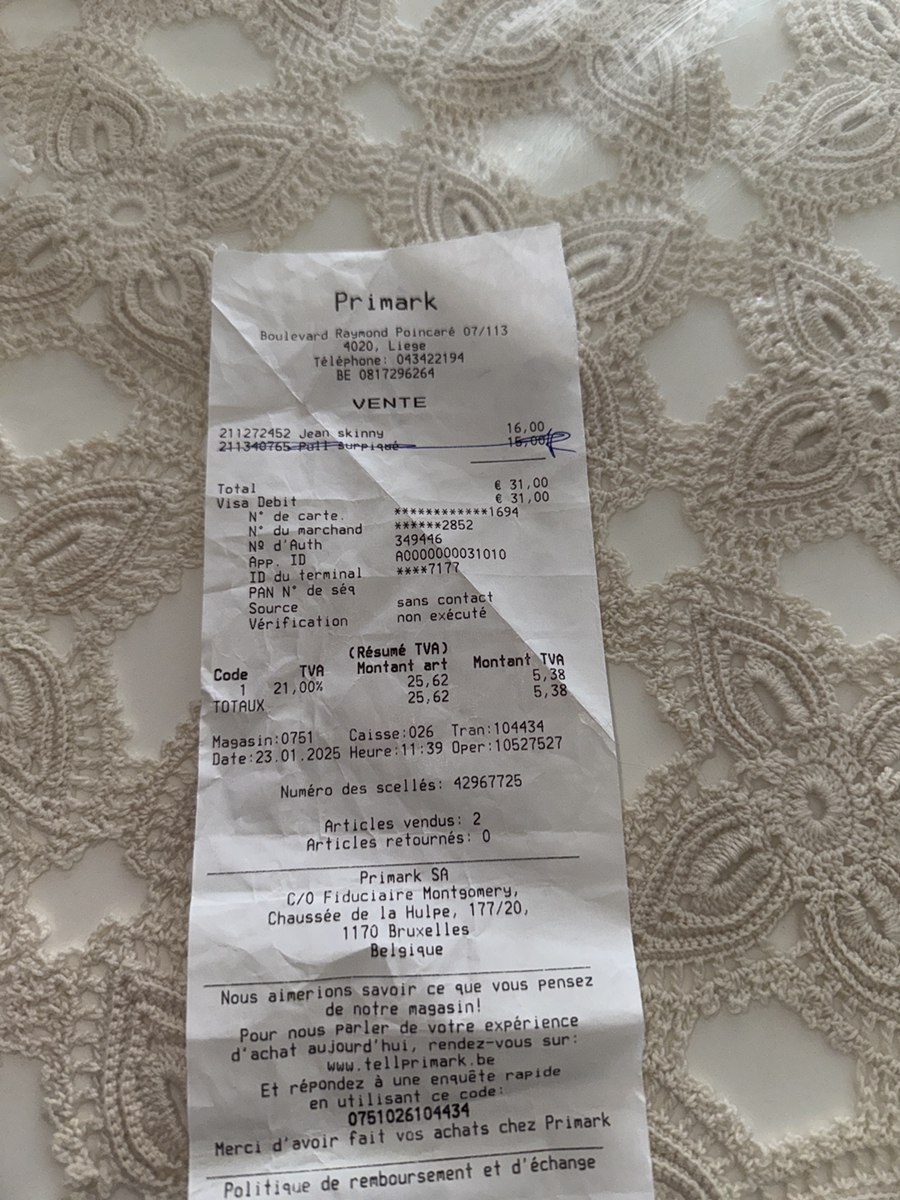 Primark
Boulevard Raymond Poincaré 07/113
4020, Liege
Téléphone: 043422194
BE 0817296264
VENTE
211272452 Jean skinny 16,00
211340765 Pull surpiqué 15,00
Total € 31,00
Visa Debit € 31,00
N° de carte. ************1694
N° du marchand ******2852
Nº d'Auth 349446
App. ID A0000000031010
ID du terminal ****7177
PAN N° de séq
Source sans contact
Vérification non exécuté
(Résumé TVA)
Code TVA Montant art Montant TVA
1 21,00% 25,62 5,38
TOTAUX 25,62 5,38
Magasin:0751 Caisse:026 Tran:104434
Date:23.01.2025 Heure:11:39 Oper:10527527
Numéro des scellés: 42967725
Articles vendus: 2
Articles retournés: 0
Primark SA
C/O Fiduciaire Montgomery,
Chaussée de la Hulpe, 177/20,
1170 Bruxelles
Belgique
Nous aimerions savoir ce que vous pensez
de notre magasin!
Pour nous parler de votre expérience
d'achat aujourd'hui, rendez-vous sur:
www.tellprimark.be
Et répondez à une enquête rapide
en utilisant ce code:
0751026104434
Merci d'avoir fait vos achats chez Primark
Politique de remboursement et d'échange